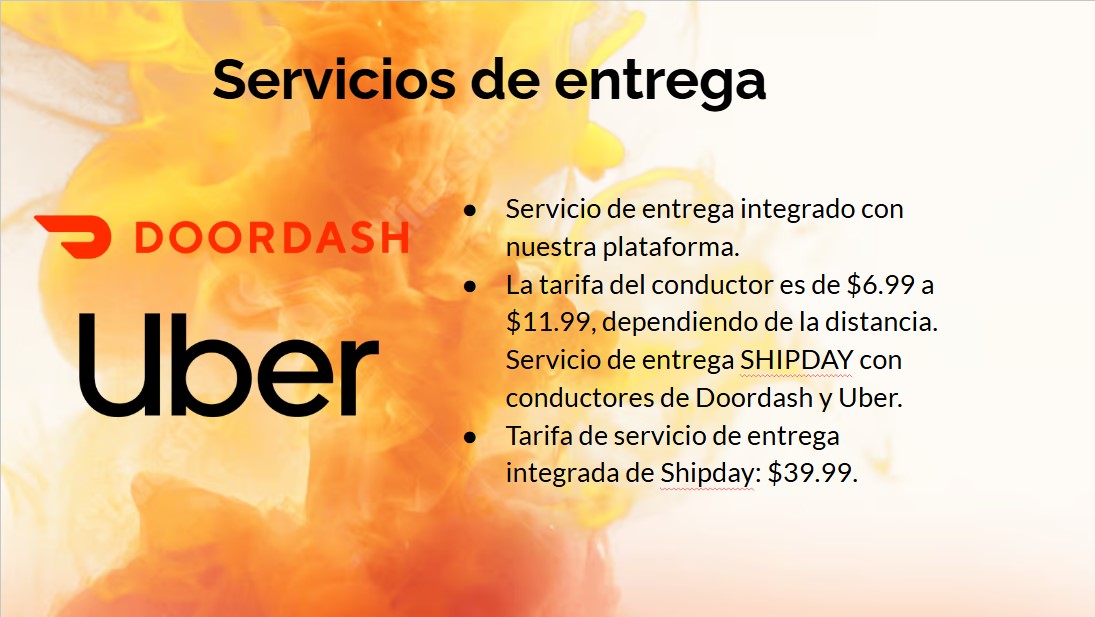 Servicios de entrega
DOORDASH
Uber
● Servicio de entrega integrado con
nuestra plataforma.
● La tarifa del conductor es de $6.99 a
$11.99, dependiendo de la distancia.
Servicio de entrega SHIPDAY con
conductores de Doordash y Uber.
● Tarifa de servicio de entrega
integrada de Shipday: $39.99.